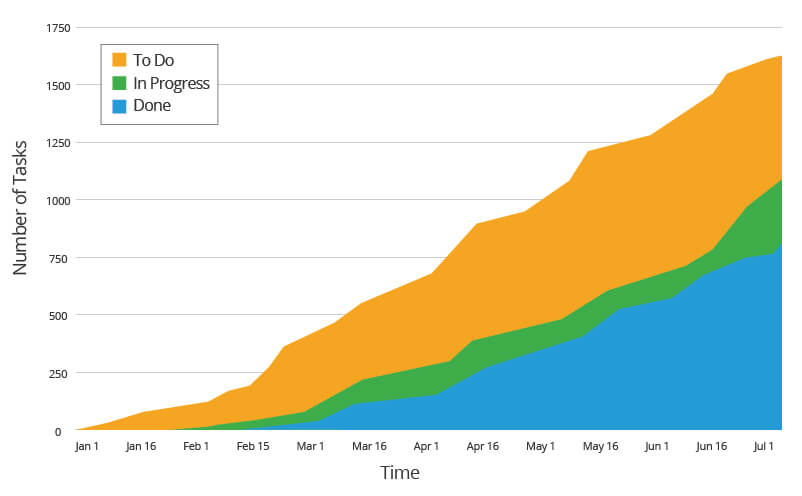 1750
To Do
In Progress
Done
1500
1250
1000
750
500
250
0
Number of Tasks
Jan 1 Jan 16 Feb 1 Feb 15 Mar 1 Mar 16 Apr 1 Apr 16 May 1 May 16 Jun 1 Jun 16 Jul 1
Time